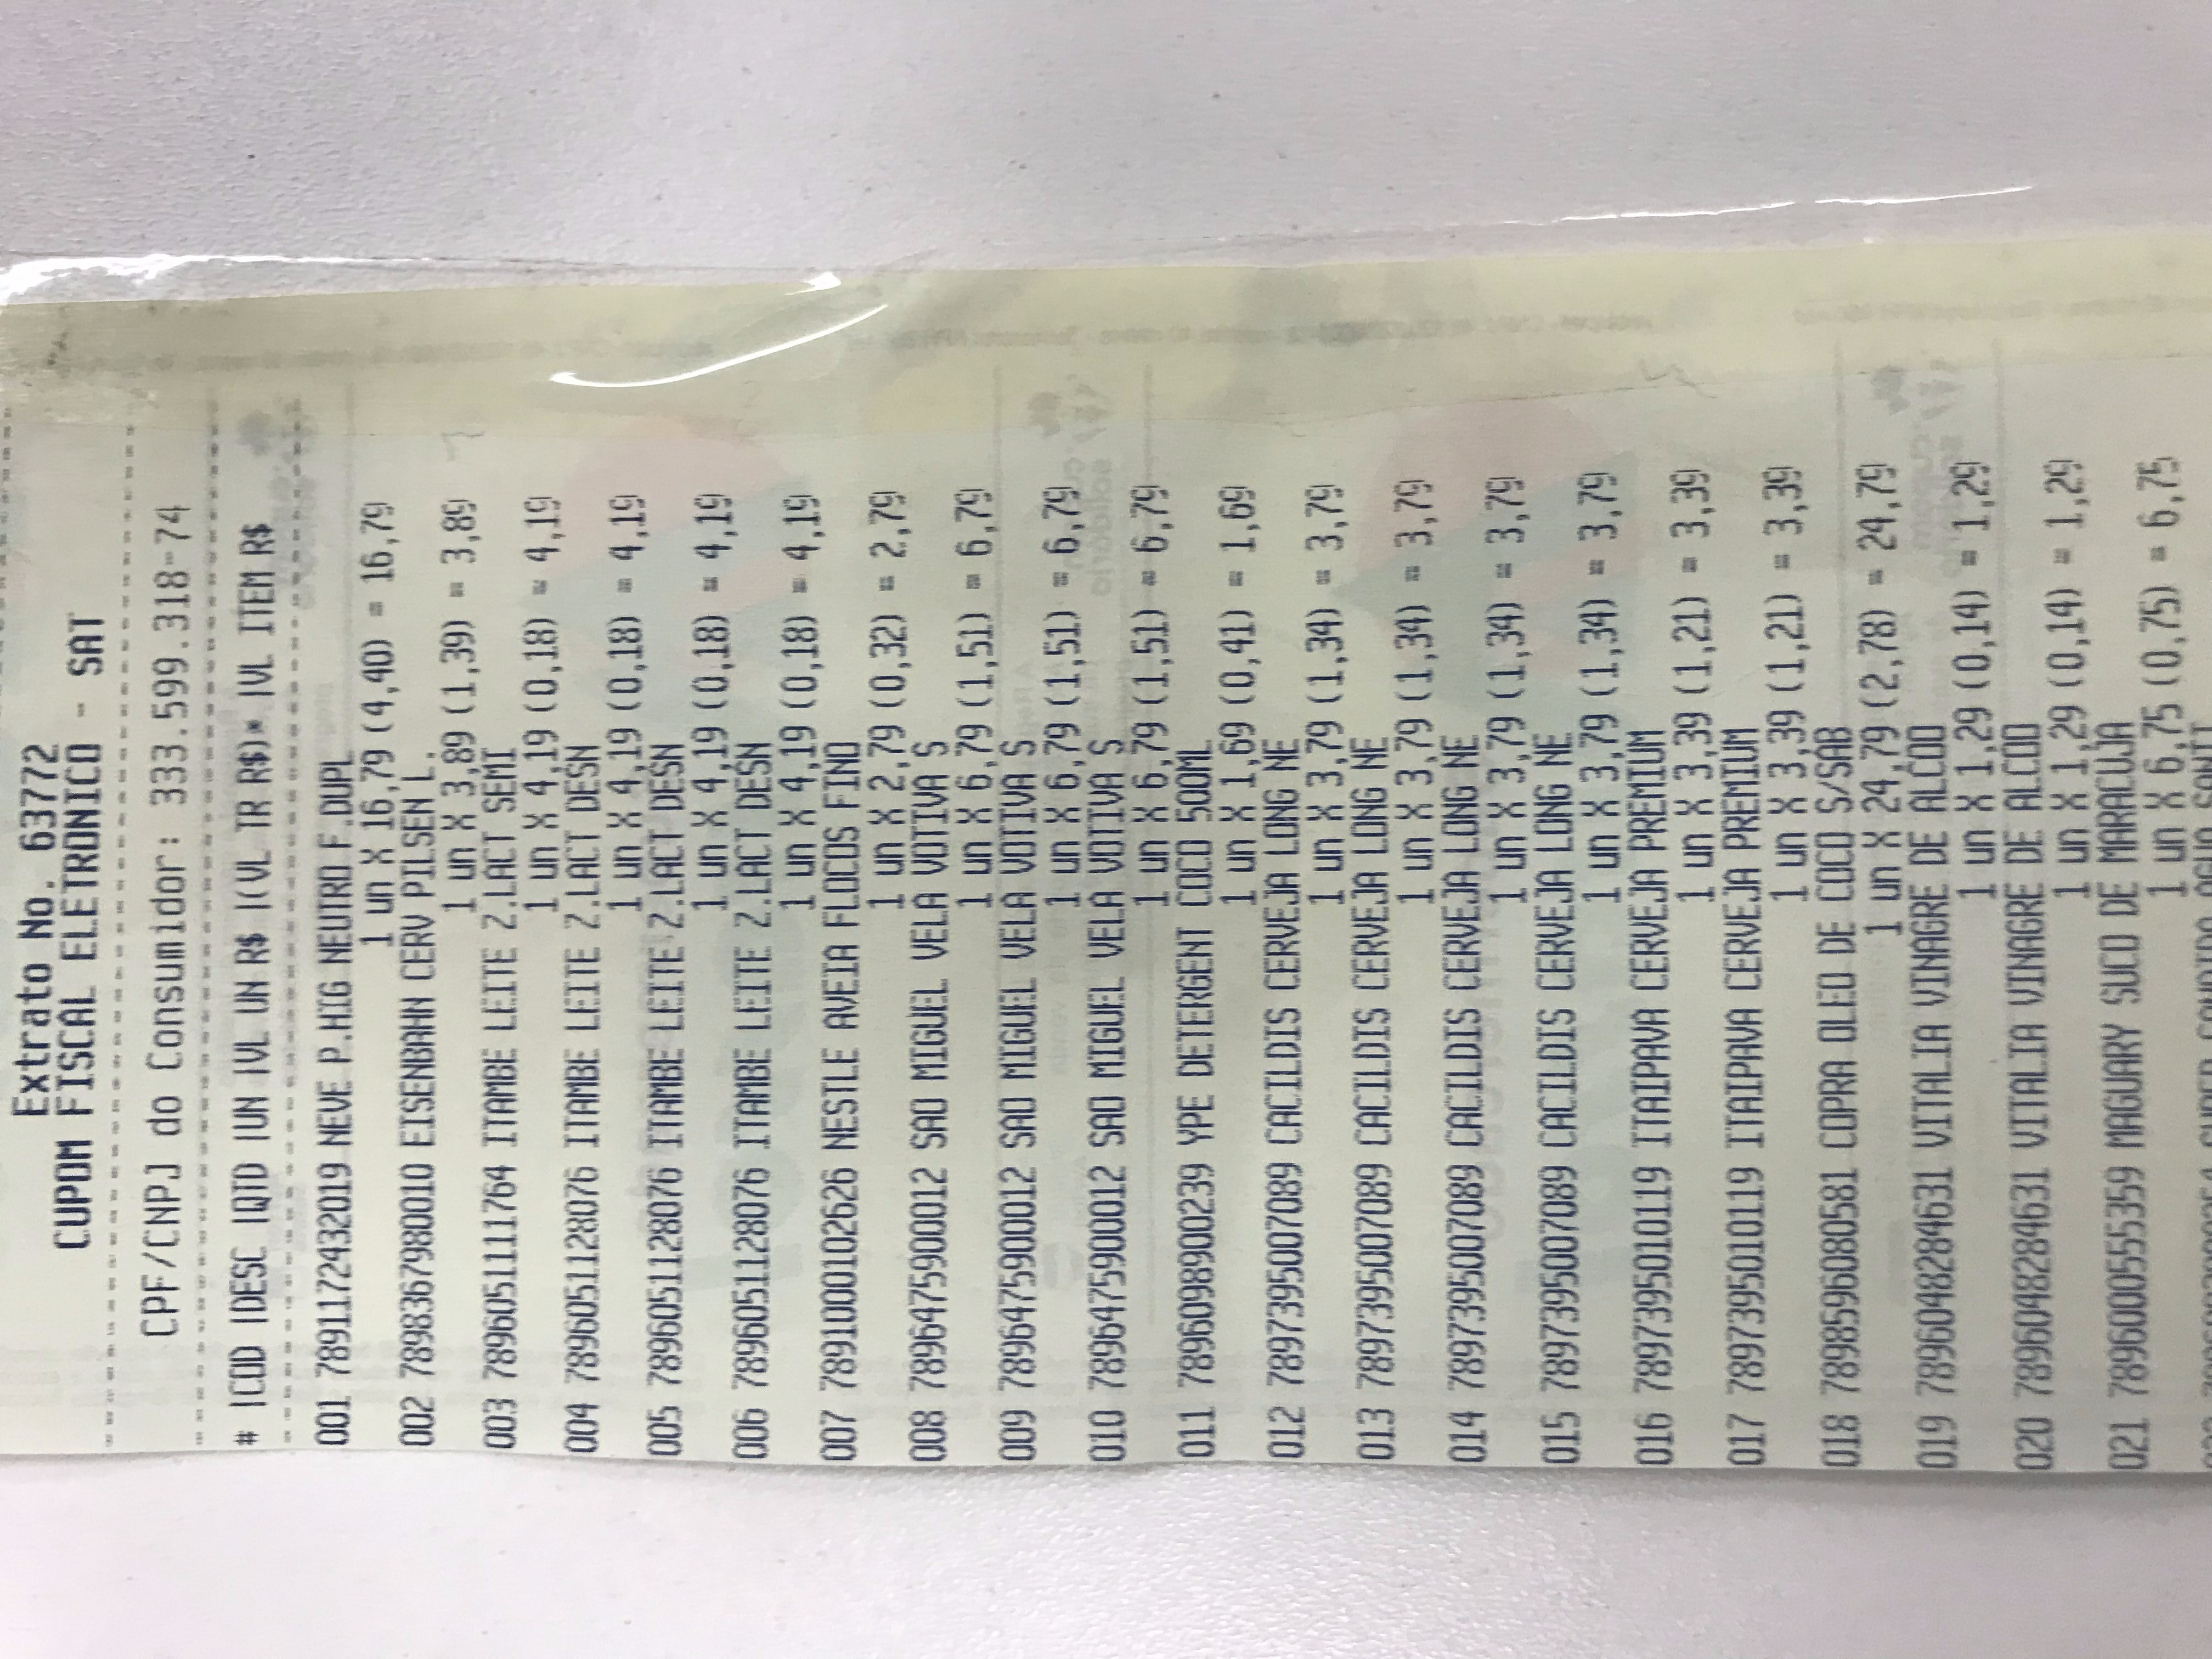 Extrato No. 63772
CUPOM FISCAL ELETRONICO - SAT
CPF/CNPJ do Consumidor: 333.599.318-74
# |COD |DESC |QTD |UN |VL UN R$ |(VL TR R$)* |VL ITEM R$
001 7891172432019 NEVE P.HIG NEUTRO F.DUPL
1 un X 16,79 (4,40) = 16,79
002 7898367980010 EISENBAHN CERV PILSEN L.
1 un X 3,89 (1,39) = 3,89
003 7896051111764 ITAMBE LEITE Z.LACT SEMI
1 un X 4,19 (0,18) = 4,19
004 7896051128076 ITAMBE LEITE Z.LACT DESN
1 un X 4,19 (0,18) = 4,19
005 7896051128076 ITAMBE LEITE Z.LACT DESN
1 un X 4,19 (0,18) = 4,19
006 7896051128076 ITAMBE LEITE Z.LACT DESN
1 un X 4,19 (0,18) = 4,19
007 7891000102626 NESTLE AVEIA FLOCOS FINO
1 un X 2,79 (0,32) = 2,79
008 7896475900012 SAO MIGUEL VELA VOTIVA S
1 un X 6,79 (1,51) = 6,79
009 7896475900012 SAO MIGUEL VELA VOTIVA S
1 un X 6,79 (1,51) = 6,79
010 7896475900012 SAO MIGUEL VELA VOTIVA S
1 un X 6,79 (1,51) = 6,79
011 7896098900239 YPE DETERGENT COCO 500ML
1 un X 1,69 (0,41) = 1,69
012 7897395007089 CACILDIS CERVEJA LONG NE
1 un X 3,79 (1,34) = 3,79
013 7897395007089 CACILDIS CERVEJA LONG NE
1 un X 3,79 (1,34) = 3,79
014 7897395007089 CACILDIS CERVEJA LONG NE
1 un X 3,79 (1,34) = 3,79
015 7897395007089 CACILDIS CERVEJA LONG NE
1 un X 3,79 (1,34) = 3,79
016 7897395010119 ITAIPAVA CERVEJA PREMIUM
1 un X 3,39 (1,21) = 3,39
017 7897395010119 ITAIPAVA CERVEJA PREMIUM
1 un X 3,39 (1,21) = 3,39
018 7898596080581 COPRA OLEO DE COCO S/SAB
1 un X 24,79 (2,78) = 24,79
019 7896048284631 VITALIA VINAGRE DE ALCOO
1 un X 1,29 (0,14) = 1,29
020 7896048284631 VITALIA VINAGRE DE ALCOO
1 un X 1,29 (0,14) = 1,29
021 7896000555359 MAGUARY SUCO DE MARACUJA
1 un X 6,75 (0,75) = 6,75